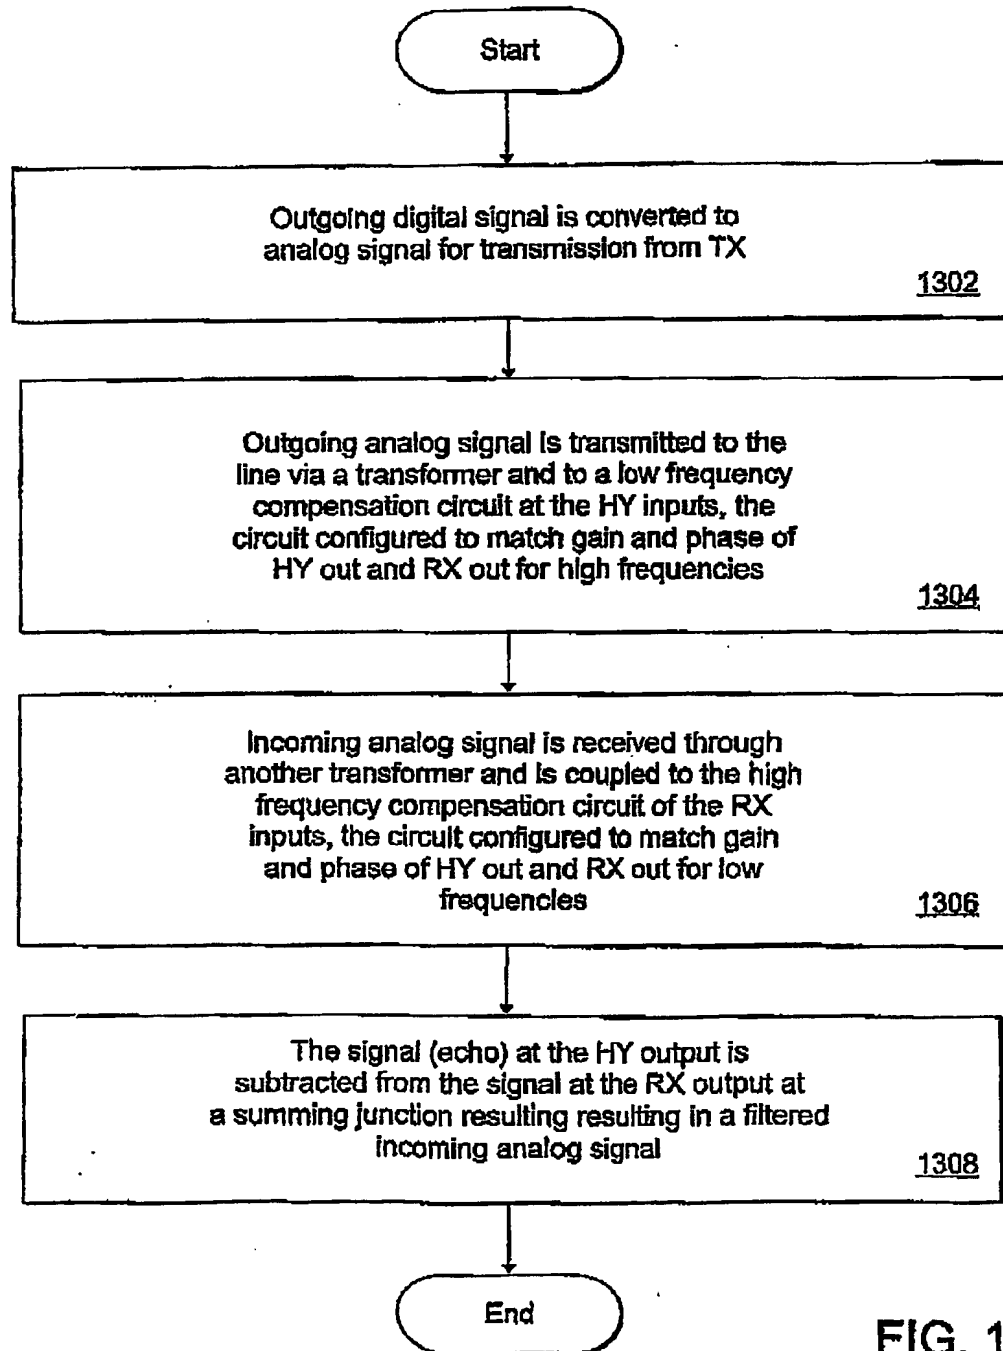 Start
Outgoing digital signal is converted to
analog signal for transmission from TX
1302
Outgoing analog signal is transmitted to the
line via a transformer and to a low frequency
compensation circuit at the HY inputs, the
circuit configured to match gain and phase of
HY out and RX out for high frequencies
1304
Incoming analog signal is received through
another transformer and is coupled to the high
frequency compensation circuit of the RX
inputs, the circuit configured to match gain
and phase of HY out and RX out for low
frequencies
1306
The signal (echo) at the HY output is
subtracted from the signal at the RX output at
a summing junction resulting resulting in a filtered
incoming analog signal
1308
End
FIG. 1